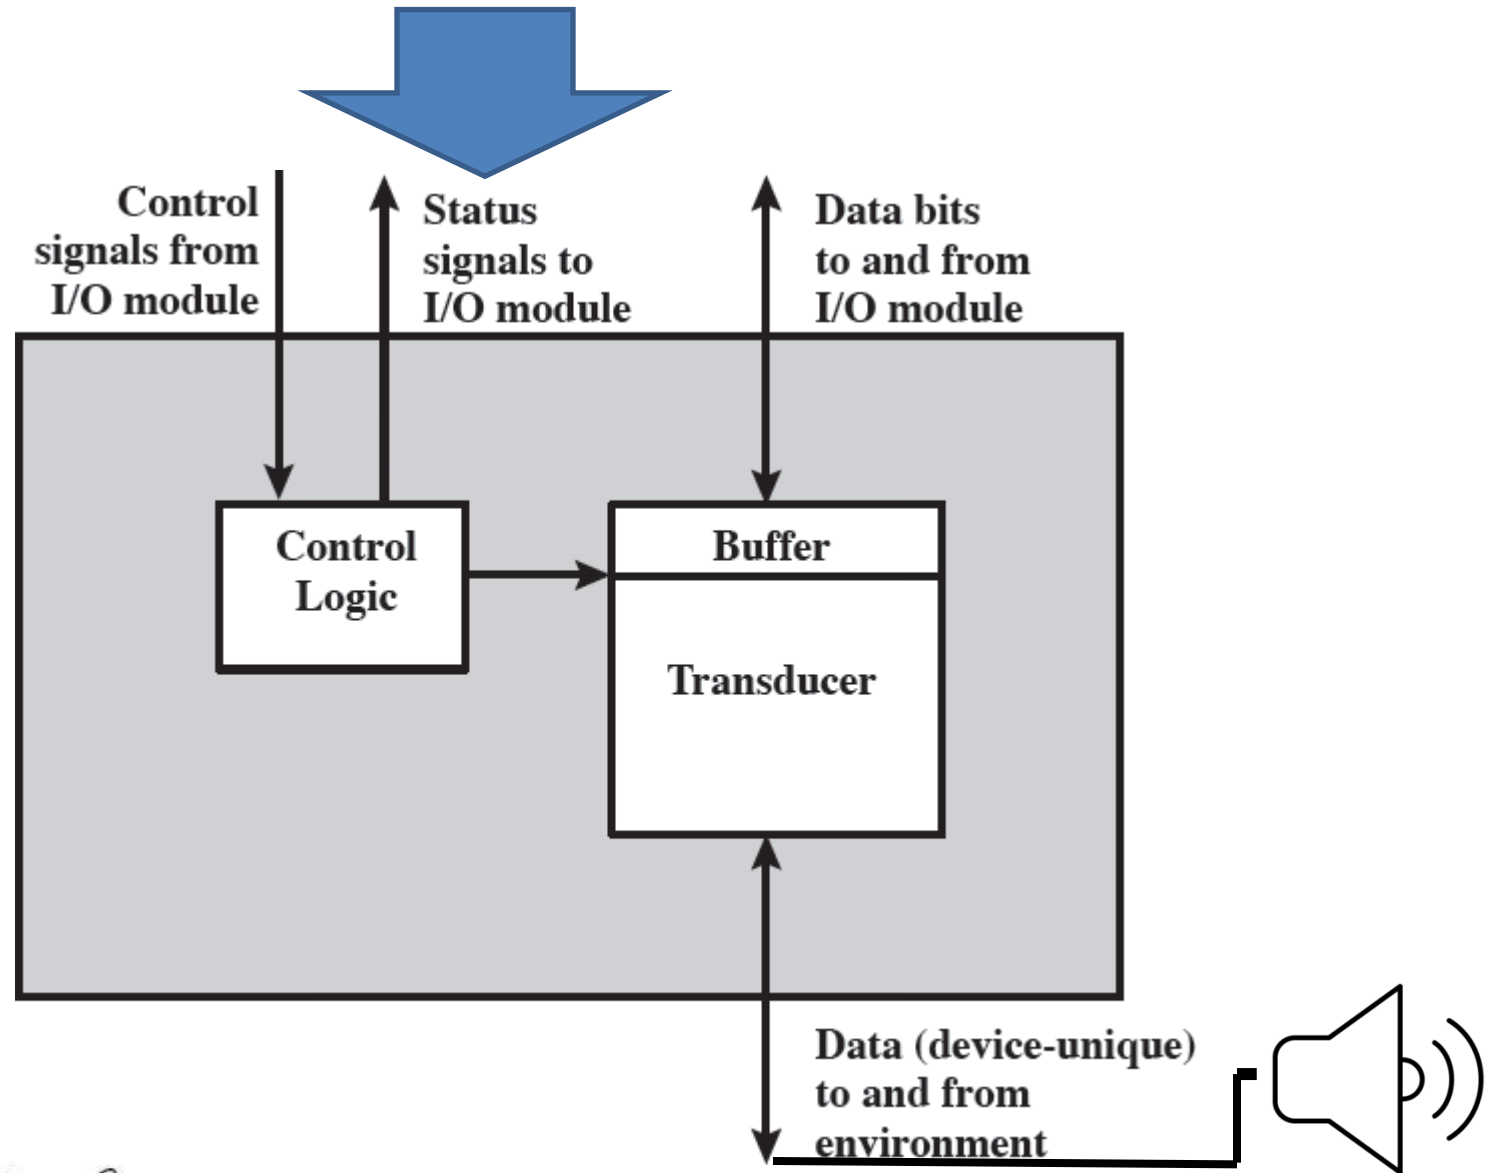 Control
signals from
I/O module
Status
signals to
I/O module
Data bits
to and from
I/O module
Control
Logic
Buffer
Transducer
Data (device-unique)
to and from
environment